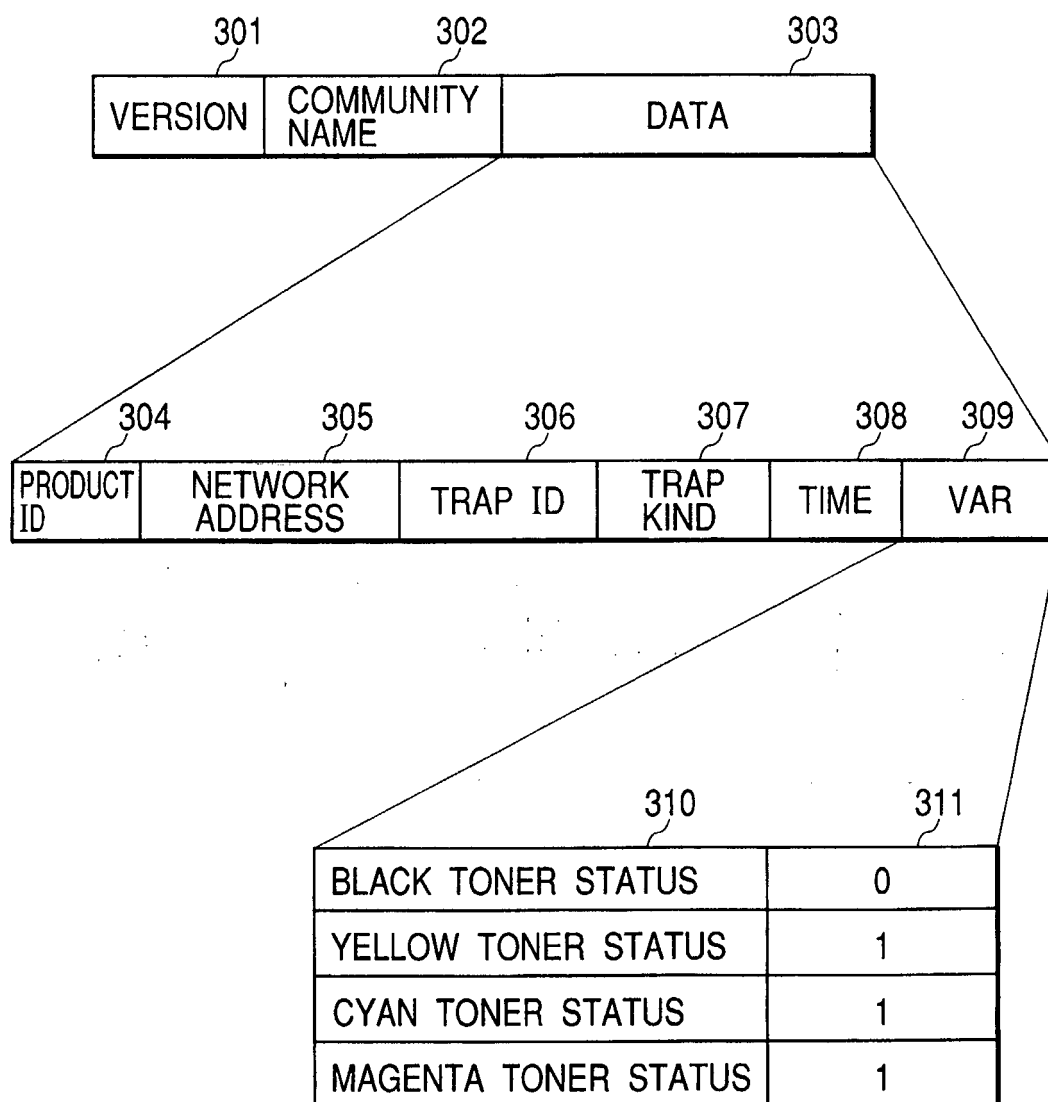 301 302 303
VERSION COMMUNITY NAME DATA
304 305 306 307 308 309
PRODUCT ID NETWORK ADDRESS TRAP ID TRAP KIND TIME VAR
310 311
BLACK TONER STATUS 0
YELLOW TONER STATUS 1
CYAN TONER STATUS 1
MAGENTA TONER STATUS 1